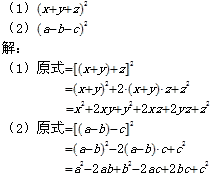 （1）(x+y+z)²
（2）(a−b−c)²
解：
（1）原式=[(x+y)+z]²
=(x+y)²+2·(x+y)·z+z²
=x²+2xy+y²+2xz+2yz+z²
（2）原式=[(a−b)−c]²
=(a−b)²−2(a−b)·c+c²
=a²−2ab+b²−2ac+2bc+c²